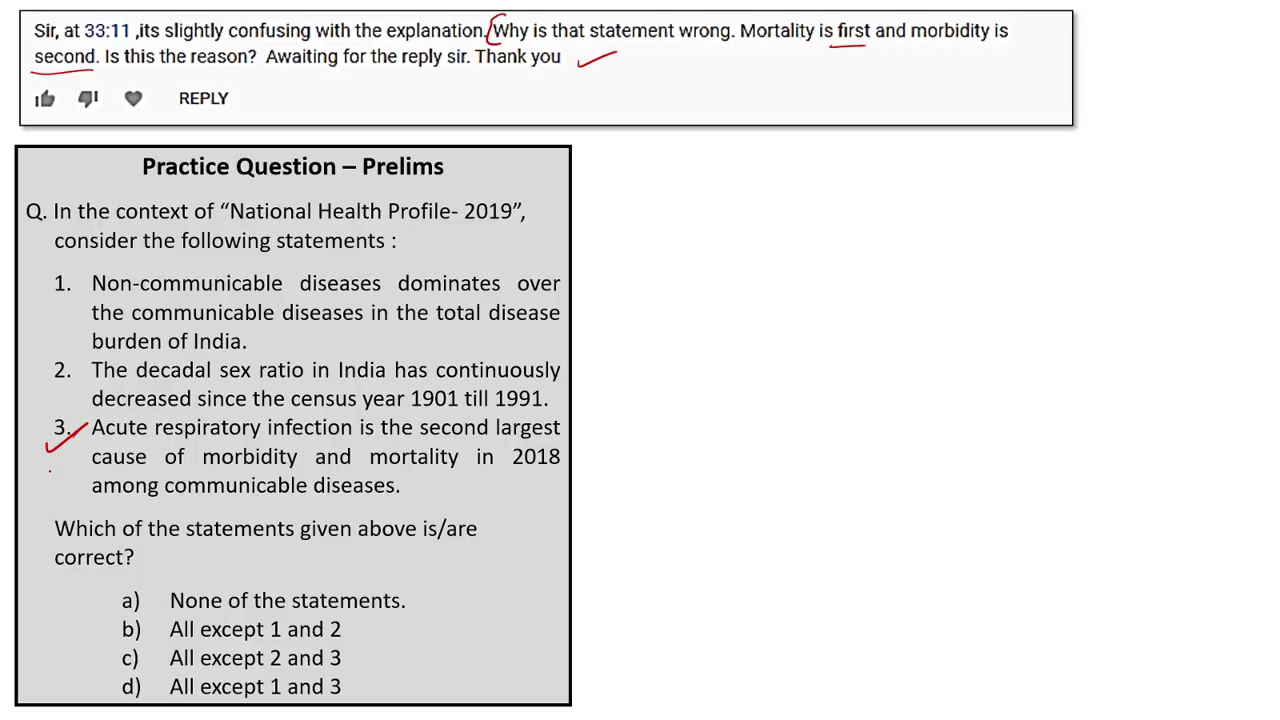 Sir, at 33:11 ,its slightly confusing with the explanation. Why is that statement wrong. Mortality is first and morbidity is
second. Is this the reason? Awaiting for the reply sir. Thank you
REPLY
Practice Question – Prelims
Q. In the context of “National Health Profile- 2019”,
consider the following statements :
1. Non-communicable diseases dominates over
the communicable diseases in the total disease
burden of India.
2. The decadal sex ratio in India has continuously
decreased since the census year 1901 till 1991.
3. Acute respiratory infection is the second largest
cause of morbidity and mortality in 2018
among communicable diseases.
Which of the statements given above is/are
correct?
a) None of the statements.
b) All except 1 and 2
c) All except 2 and 3
d) All except 1 and 3